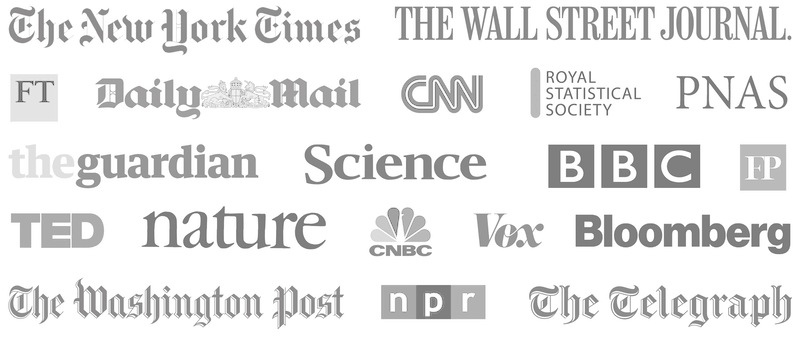 The New York Times THE WALL STREET JOURNAL.
FT Daily Mail CNN ROYAL
STATISTICAL
SOCIETY PNAS
theguardian Science BBC FP
TED nature CNBC Vox Bloomberg
The Washington Post npr The Telegraph